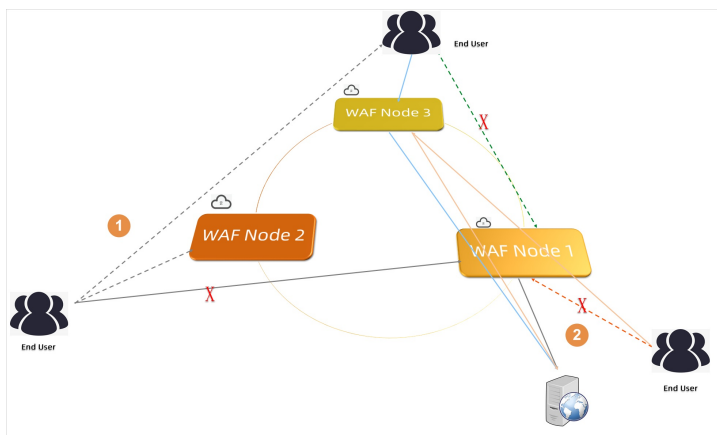 End User
WAF Node 3
X
1
WAF Node 2
WAF Node 1
X
X
2
End User
End User